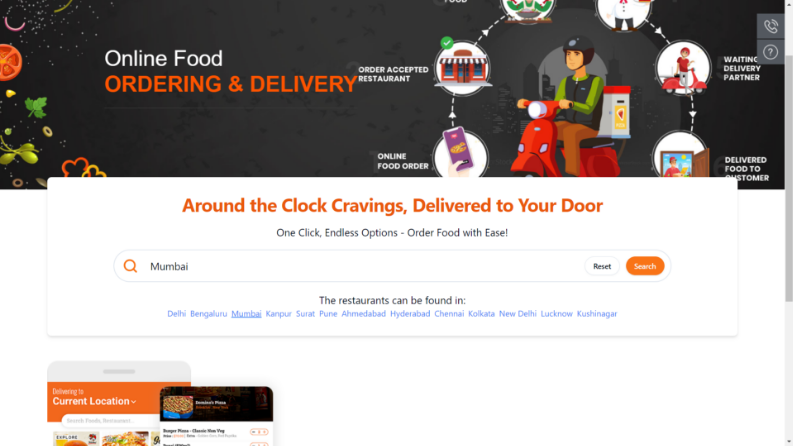 FOOD
Online Food
ORDERING & DELIVERY
ORDER ACCEPTED
RESTAURANT
WAITING
DELIVERY
PARTNER
ONLINE
FOOD ORDER
DELIVERED
FOOD TO
CUSTOMER
Around the Clock Cravings, Delivered to Your Door
One Click, Endless Options - Order Food with Ease!
Mumbai
Reset
Search
The restaurants can be found in:
Delhi Bengaluru Mumbai Kanpur Surat Pune Ahmedabad Hyderabad Chennai Kolkata New Delhi Lucknow Kushinagar
Delivering to
Current Location
Search Foods, Restaurant...
EXPLORE
Domino's Pizza
Burger Pizza - Classic Non Veg